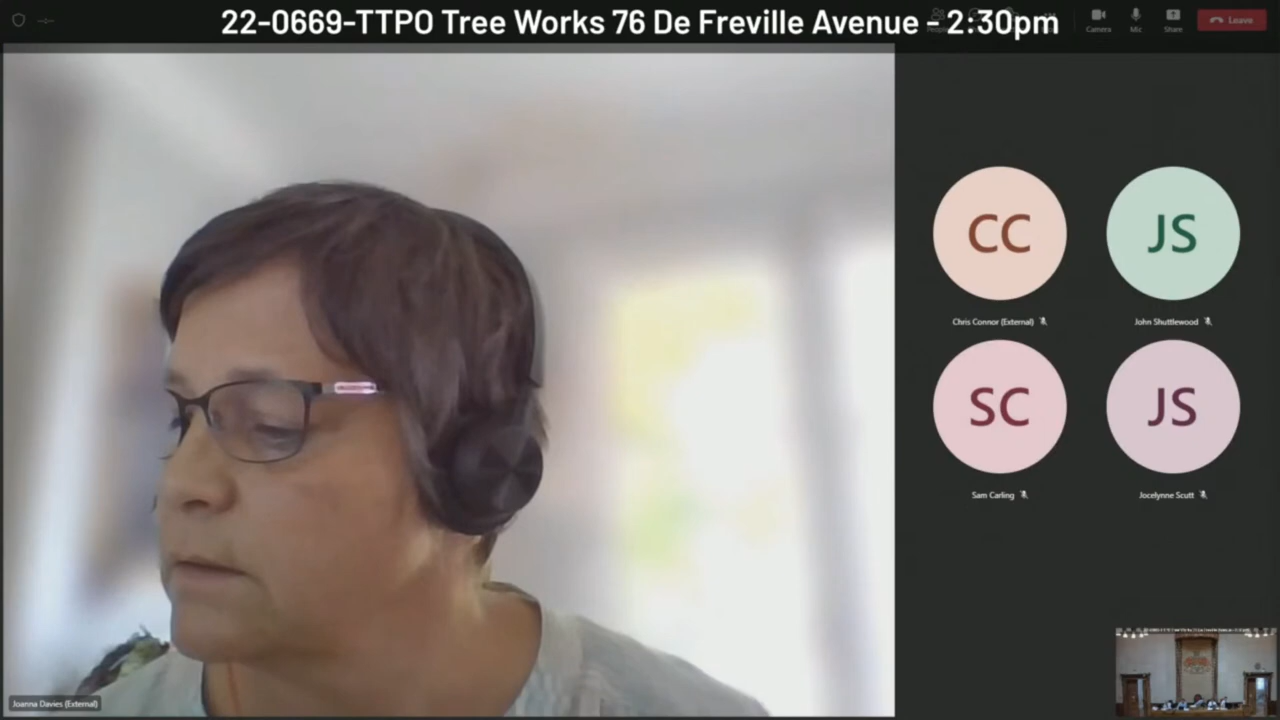 22-0669-TTPO Tree Works 76 De Freville Avenue - 2:30pm
Camera
Mic
Share
Leave
CC
JS
Chris Connor (External)
John Shuttlewood
SC
JS
Sam Carling
Jocelynne Scutt
Joanna Davies (External)